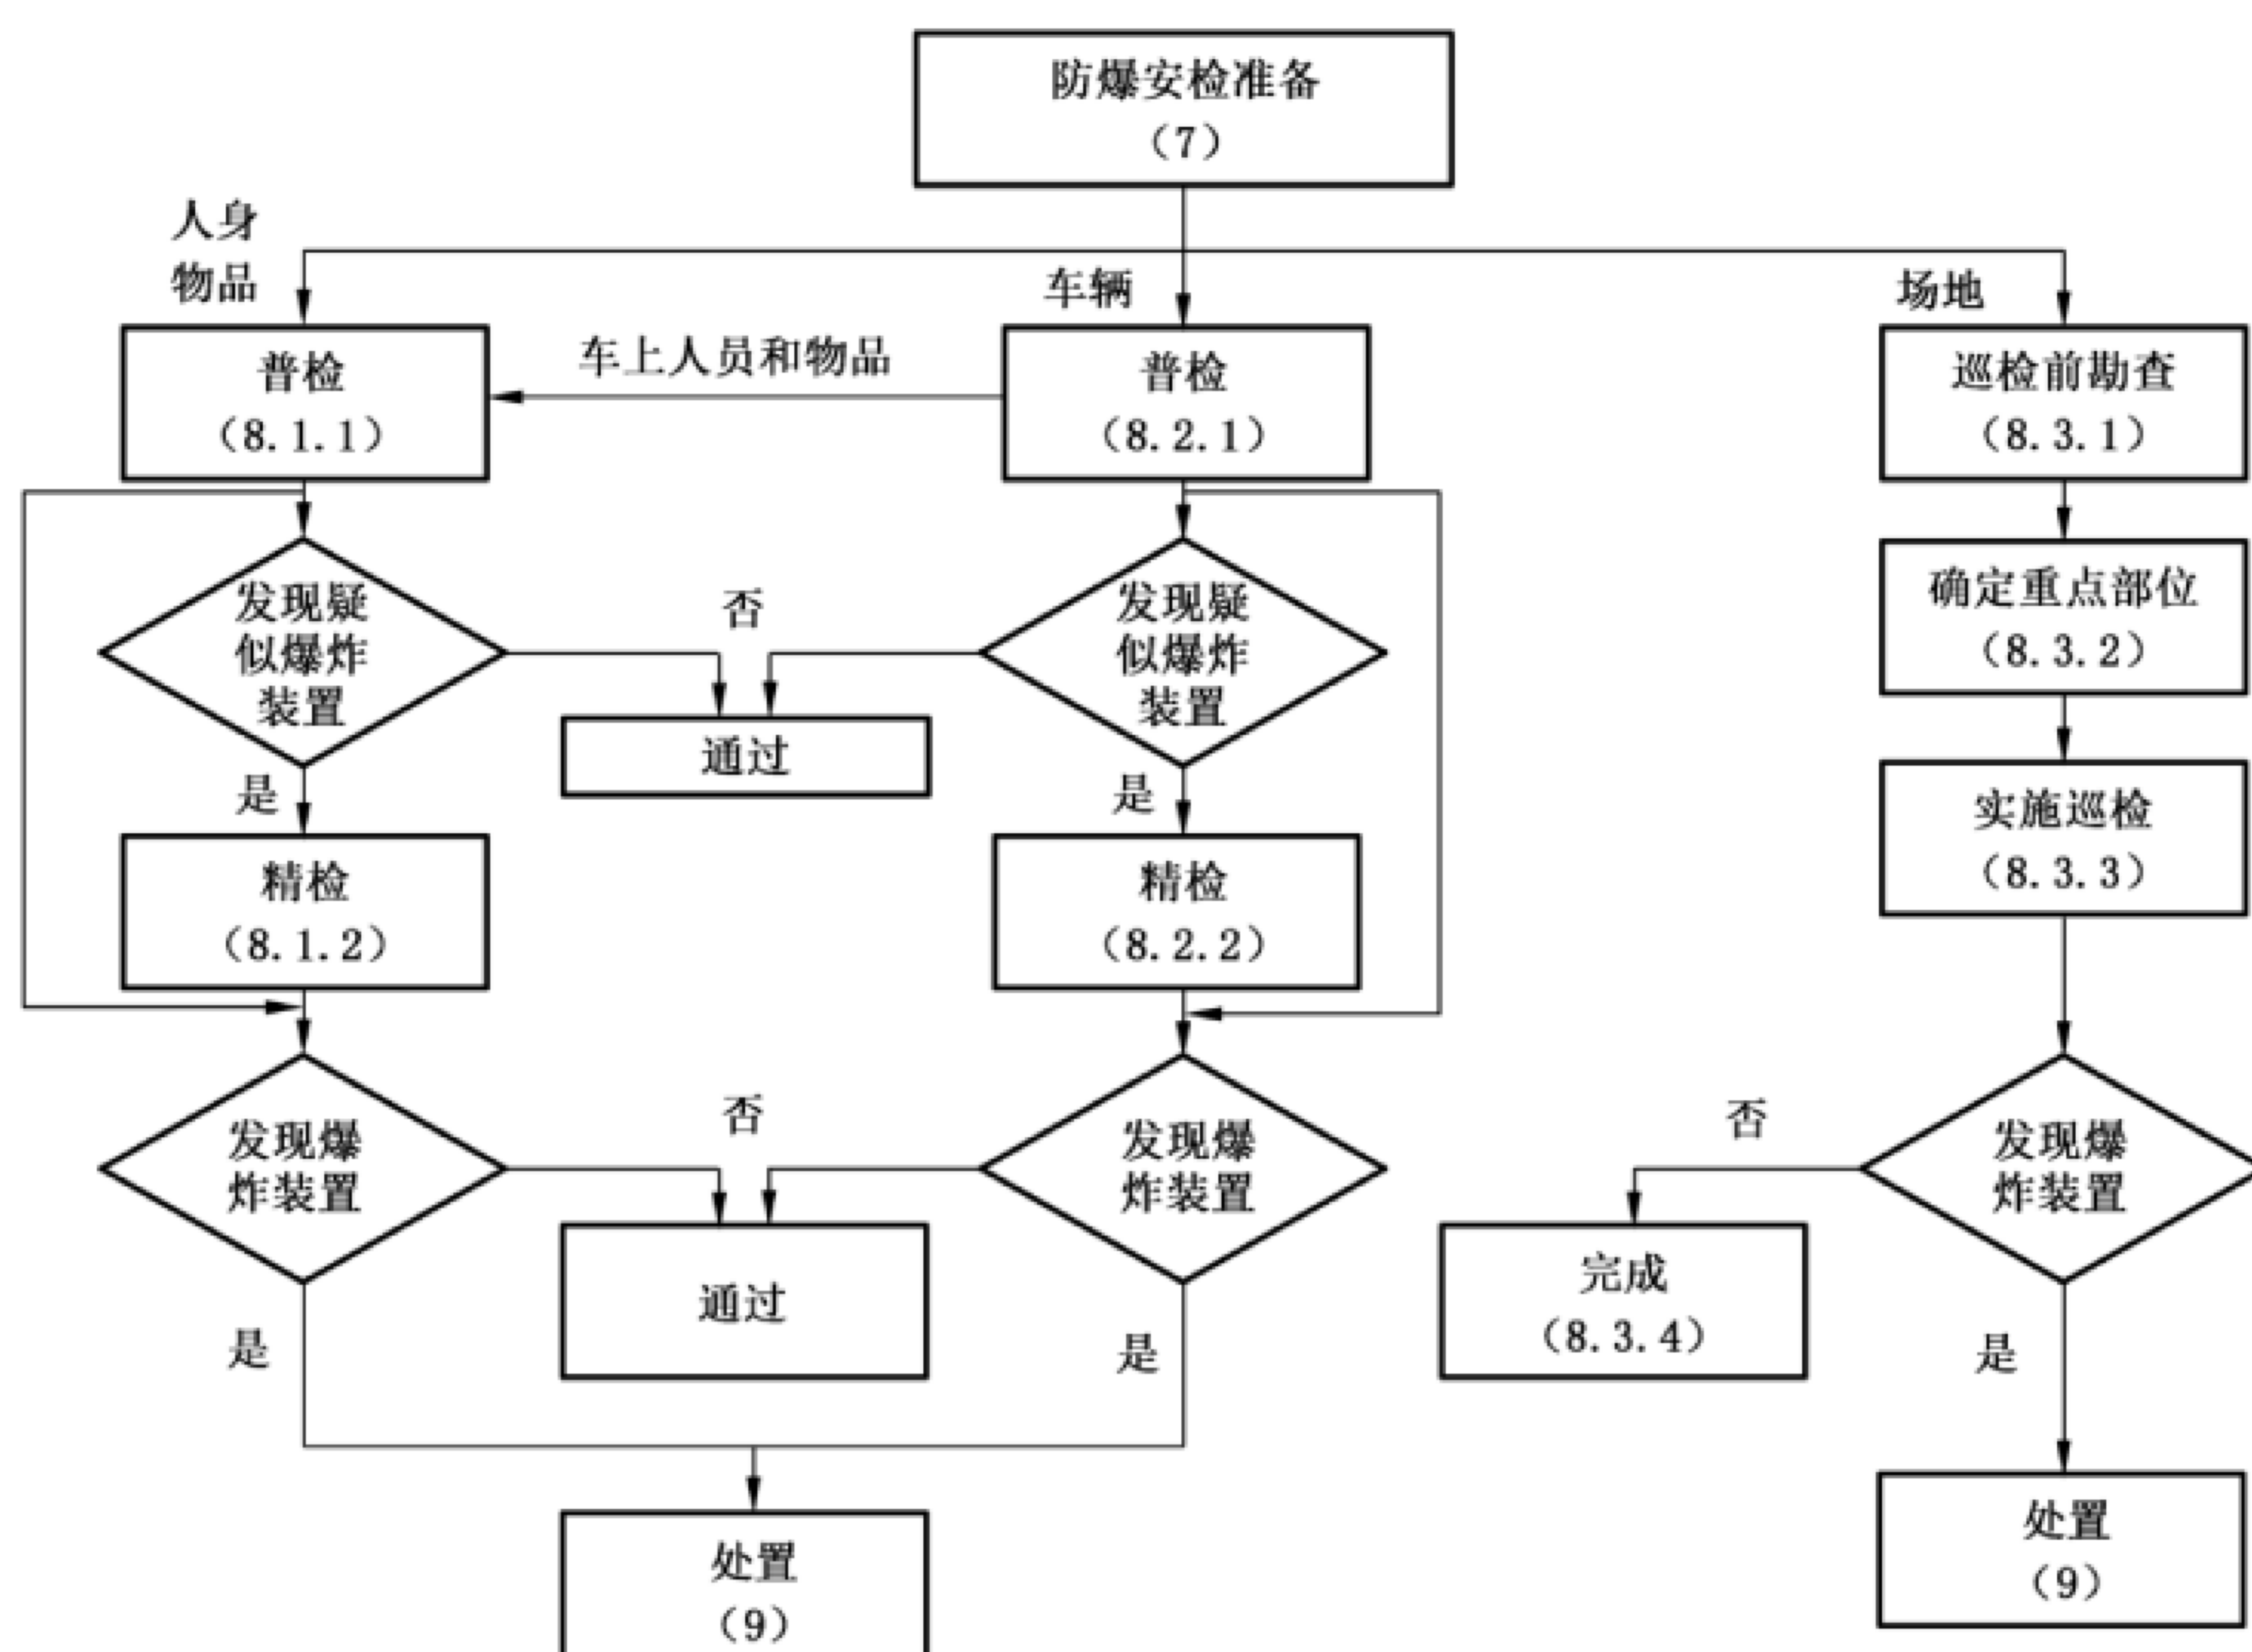 防爆安检准备
（7）
人身
物品
车辆
场地
普检
（8.1.1）
车上人员和物品
普检
（8.2.1）
巡检前勘查
（8.3.1）
发现疑
似爆炸
装置
否
发现疑
似爆炸
装置
确定重点部位
（8.3.2）
通过
是
是
实施巡检
（8.3.3）
精检
（8.1.2）
精检
（8.2.2）
发现爆
炸装置
否
发现爆
炸装置
否
发现爆
炸装置
通过
完成
（8.3.4）
是
是
是
处置
（9）
处置
（9）